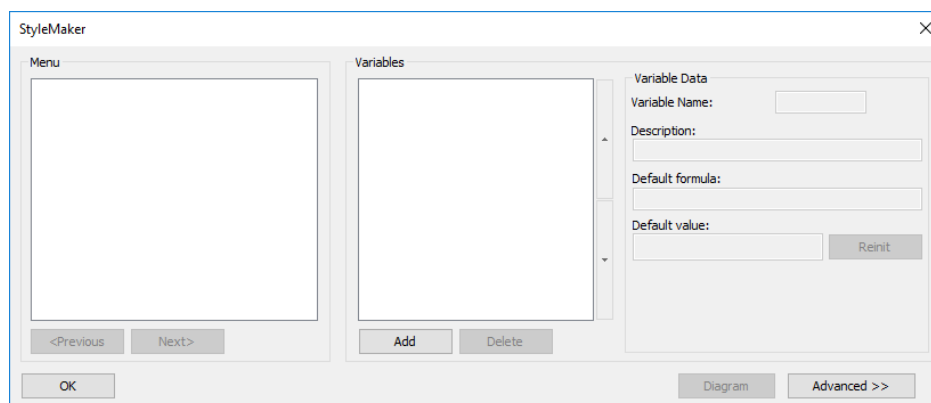 StyleMaker
Menu
Variables
Variable Data
Variable Name:
Description:
Default formula:
Default value:
Reinit
<Previous
Next>
Add
Delete
OK
Diagram
Advanced >>